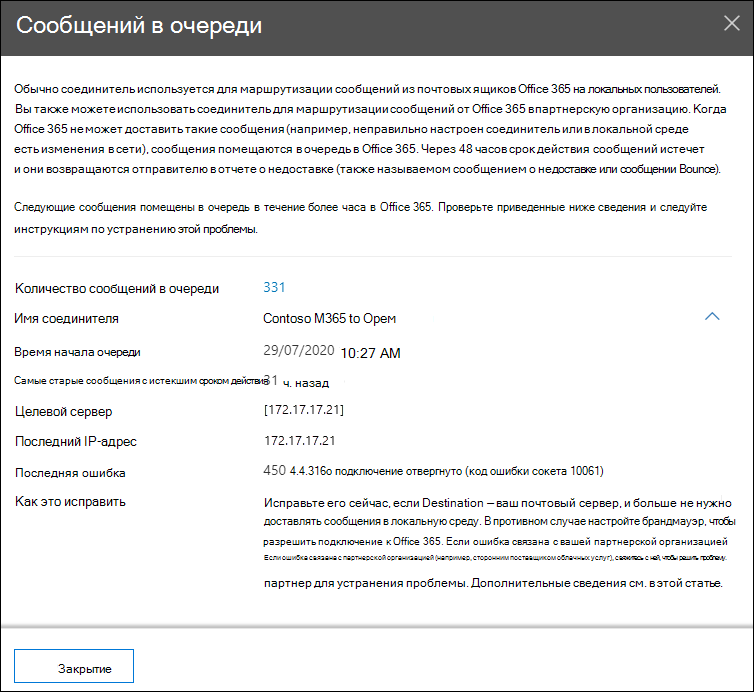 Сообщений в очереди
Обычно соединитель используется для маршрутизации сообщений из почтовых ящиков Office 365 на локальных пользователей.
Вы также можете использовать соединитель для маршрутизации сообщений от Office 365 в партнерскую организацию. Когда
Office 365 не может доставить такие сообщения (например, неправильно настроен соединитель или в локальной среде
есть изменения в сети), сообщения помещаются в очередь в Office 365. Через 48 часов срок действия сообщений истечет
и они возвращаются отправителю в отчете о недоставке (также называемом сообщением о недоставке или сообщении Bounce).
Следующие сообщения помещены в очередь в течение более часа в Office 365. Проверьте приведенные ниже сведения и следуйте
инструкциям по устранению этой проблемы.
Количество сообщений в очереди 331
Имя соединителя Contoso M365 to Орем
Время начала очереди 29/07/2020 10:27 AM
Самые старые сообщения с истекшим сроком действия 31 ч. назад
Целевой сервер [172.17.17.21]
Последний IP-адрес 172.17.17.21
Последняя ошибка 450 4.4.316о подключение отвергнуто (код ошибки сокета 10061)
Как это исправить Исправьте его сейчас, если Destination — ваш почтовый сервер, и больше не нужно
доставлять сообщения в локальную среду. В противном случае настройте брандмауэр, чтобы
разрешить подключение к Office 365. Если ошибка связана с вашей партнерской организацией
Если ошибка связана с партнерской организацией (например, сторонним поставщиком облачных услуг), свяжитесь с ней, чтобы решить проблему.
партнер для устранения проблемы. Дополнительные сведения см. в этой статье.
Закрытие